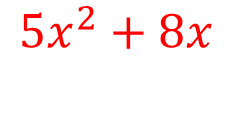 5x² + 8x